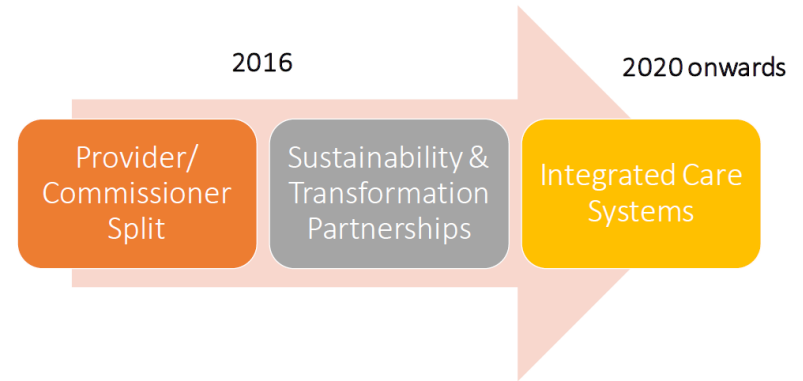 2016
2020 onwards
Provider/
Commissioner
Split
Sustainability &
Transformation
Partnerships
Integrated Care
Systems